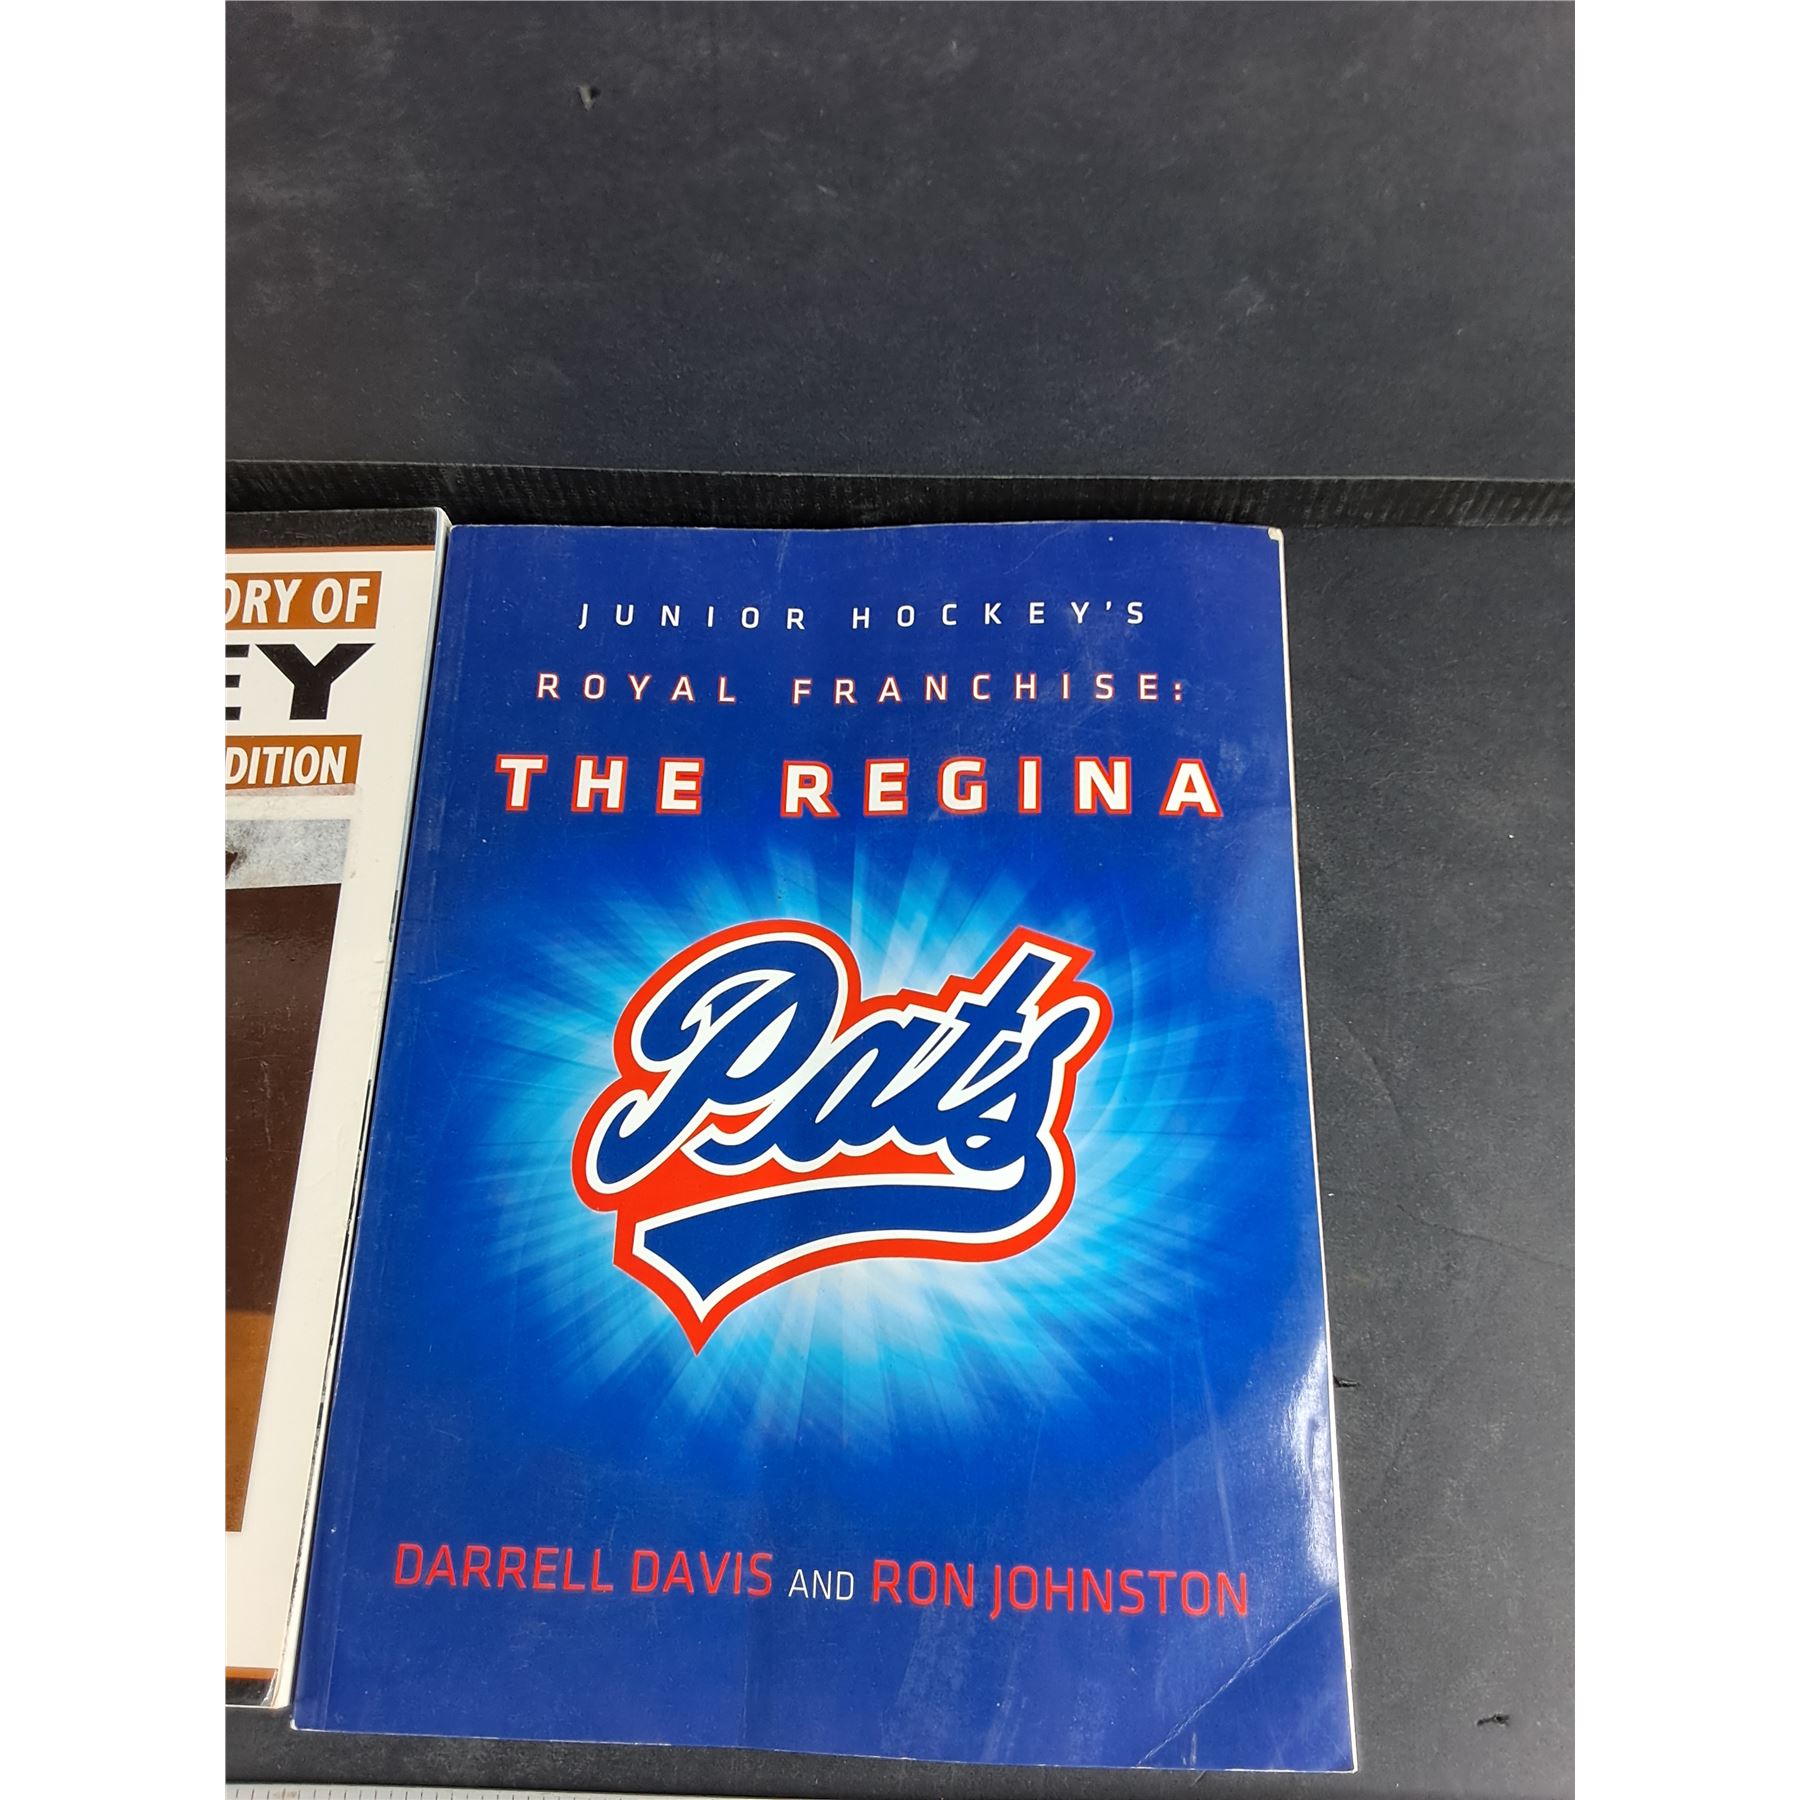 ORY OF
EY
DITION
JUNIOR HOCKEY'S
ROYAL FRANCHISE:
THE REGINA
Pats
DARRELL DAVIS AND RON JOHNSTON